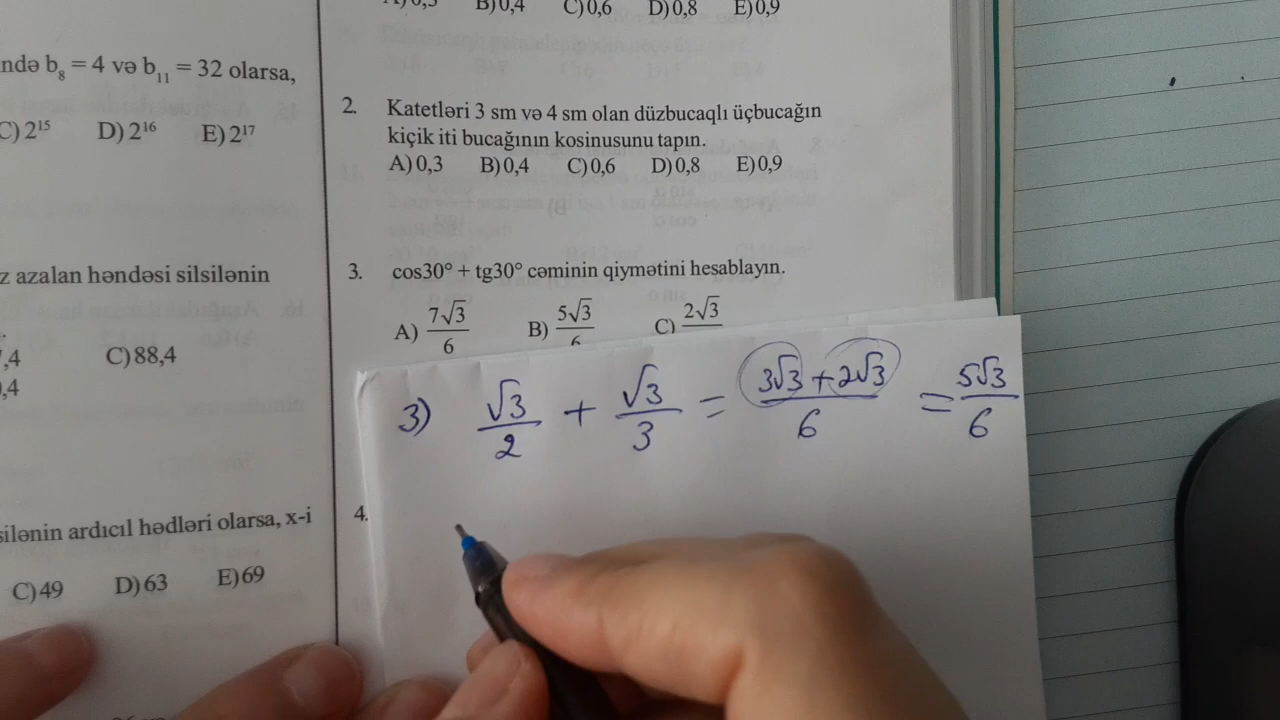 B) 0,4 C) 0,6 D) 0,8 E) 0,9
ndə b₈ = 4 və b₁₁ = 32 olarsa,
C) 2¹⁵ D) 2¹⁶ E) 2¹⁷
z azalan həndəsi silsilənin
,4 C) 88,4
,4
silənin ardıcıl hədləri olarsa, x-i
C) 49 D) 63 E) 69
2. Katetləri 3 sm və 4 sm olan düzbucaqlı üçbucağın
kiçik iti bucağının kosinusunu tapın.
A) 0,3 B) 0,4 C) 0,6 D) 0,8 E) 0,9
3. cos30° + tg30° cəminin qiymətini hesablayın.
A) 7√3/6 B) 5√3/6 C) 2√3
3) √3/2 + √3/3 = (3√3+2√3)/6 = 5√3/6
4.